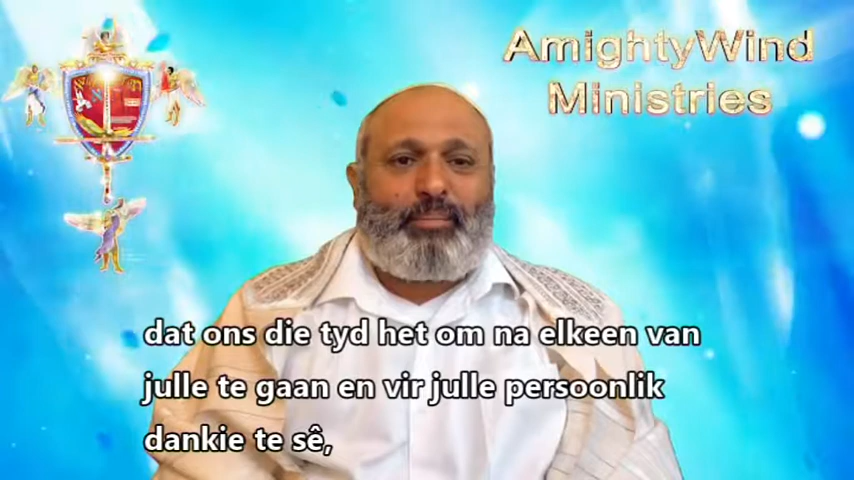 AmightyWind
Ministries
dat ons die tyd het om na elkeen van
julle te gaan en vir julle persoonlik
dankie te sê,